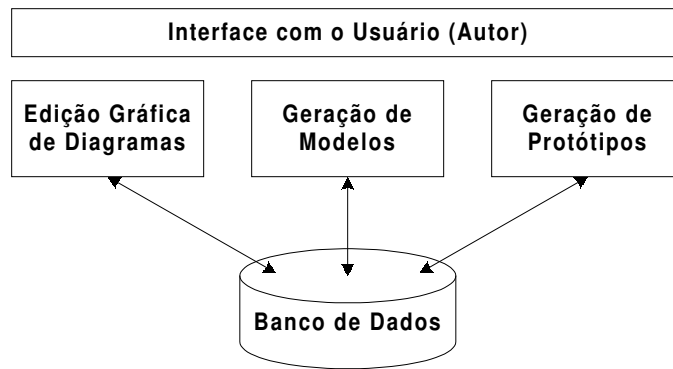 Interface com o Usuário (Autor)
Edição Gráfica
de Diagramas
Geração de
Modelos
Geração de
Protótipos
Banco de Dados